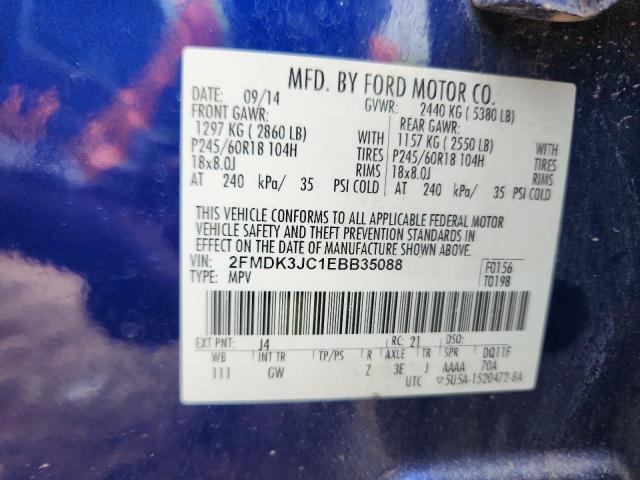 MFD. BY FORD MOTOR CO.
DATE: 09/14 GVWR: 2440 KG ( 5380 LB)
FRONT GAWR: REAR GAWR:
1297 KG ( 2860 LB) WITH 1157 KG ( 2550 LB) WITH
P245/60R18 104H TIRES P245/60R18 104H TIRES
18x8.0J RIMS 18x8.0J RIMS
AT 240 kPa/ 35 PSI COLD AT 240 kPa/ 35 PSI COLD
THIS VEHICLE CONFORMS TO ALL APPLICABLE FEDERAL MOTOR
VEHICLE SAFETY AND THEFT PREVENTION STANDARDS IN
EFFECT ON THE DATE OF MANUFACTURE SHOWN ABOVE.
VIN: 2FMDK3JC1EBB35088 F0156
TYPE: MPV T0198
EXT PNT: J4 RC: 21 DSO:
WB INT TR TP/PS R AXLE TR SPR DQ11F
111 GW Z 3E J AAAA 70A
UTC ▽5U5A-1520472-BA